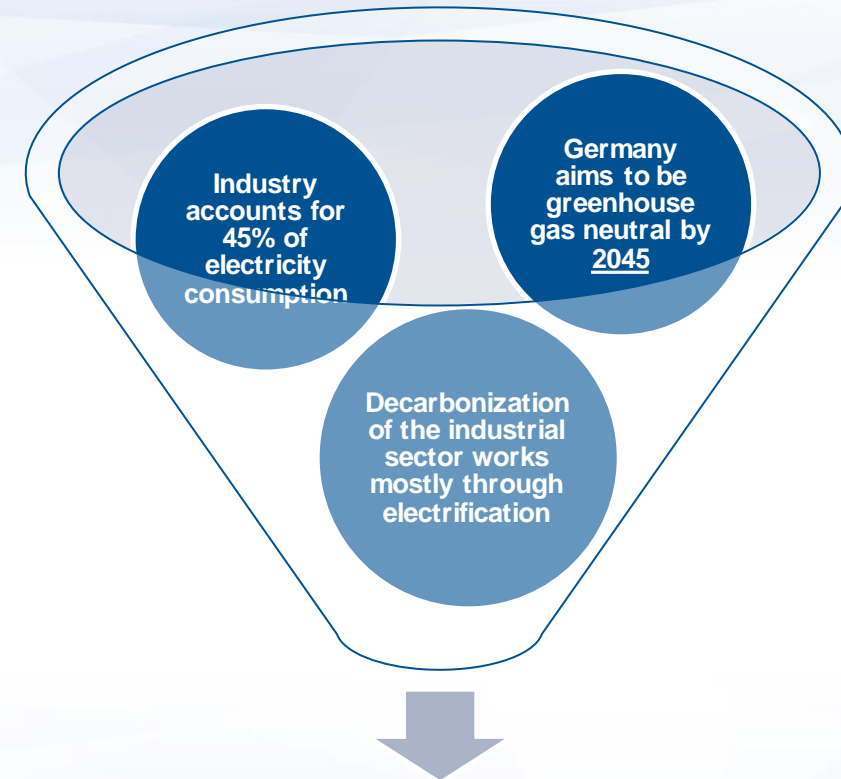 Industry
accounts for
45% of
electricity
consumption
Germany
aims to be
greenhouse
gas neutral by
2045
Decarbonization
of the industrial
sector works
mostly through
electrification